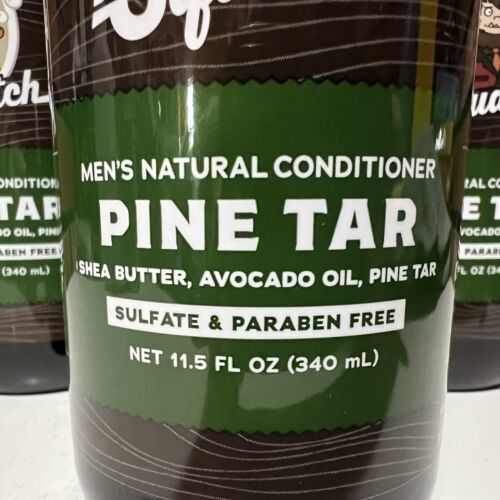 MEN'S NATURAL CONDITIONER
PINE TAR
SHEA BUTTER, AVOCADO OIL, PINE TAR
SULFATE & PARABEN FREE
NET 11.5 FL OZ (340 mL)